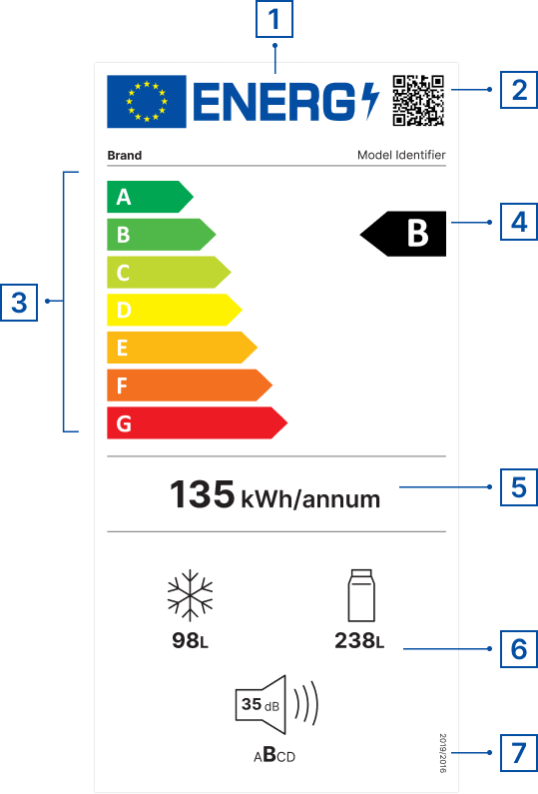 1
ENERG
2
Brand
Model Identifier
3
A
B
C
D
E
F
G
B
4
135 kWh/annum
5
98L
238L
6
35 dB
ABCD
2019/2016
7